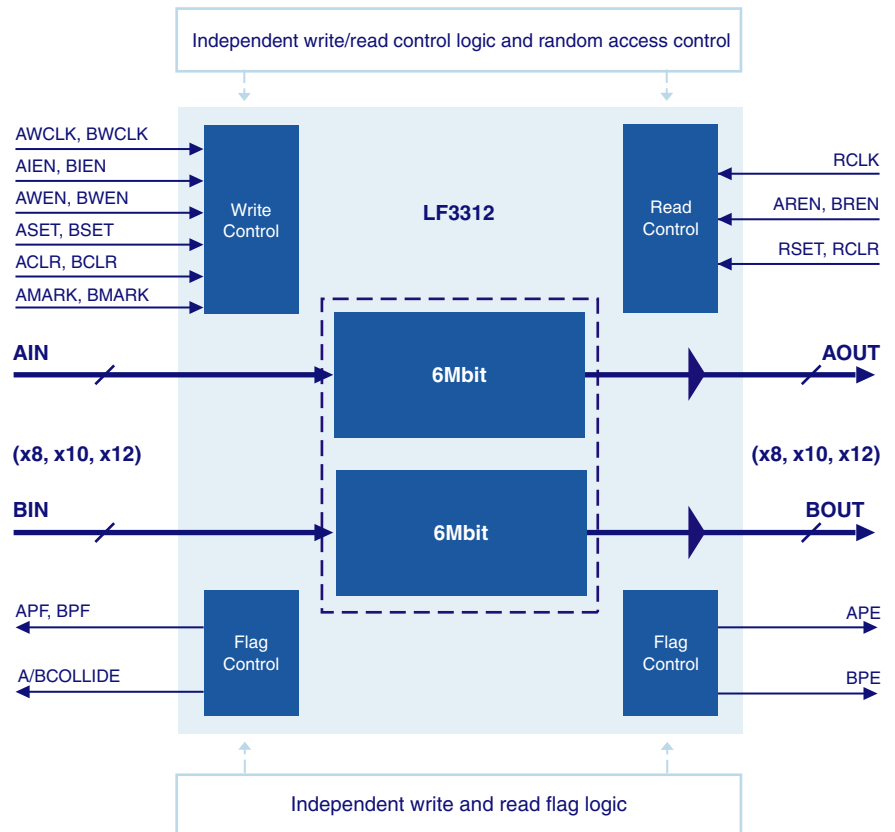 Independent write/read control logic and random access control
AWCLK, BWCLK
AIEN, BIEN
AWEN, BWEN
ASET, BSET
ACLR, BCLR
AMARK, BMARK
Write
Control
LF3312
Read
Control
RCLK
AREN, BREN
RSET, RCLR
AIN
6Mbit
AOUT
(x8, x10, x12)
(x8, x10, x12)
BIN
6Mbit
BOUT
APF, BPF
A/BCOLLIDE
Flag
Control
Flag
Control
APE
BPE
Independent write and read flag logic